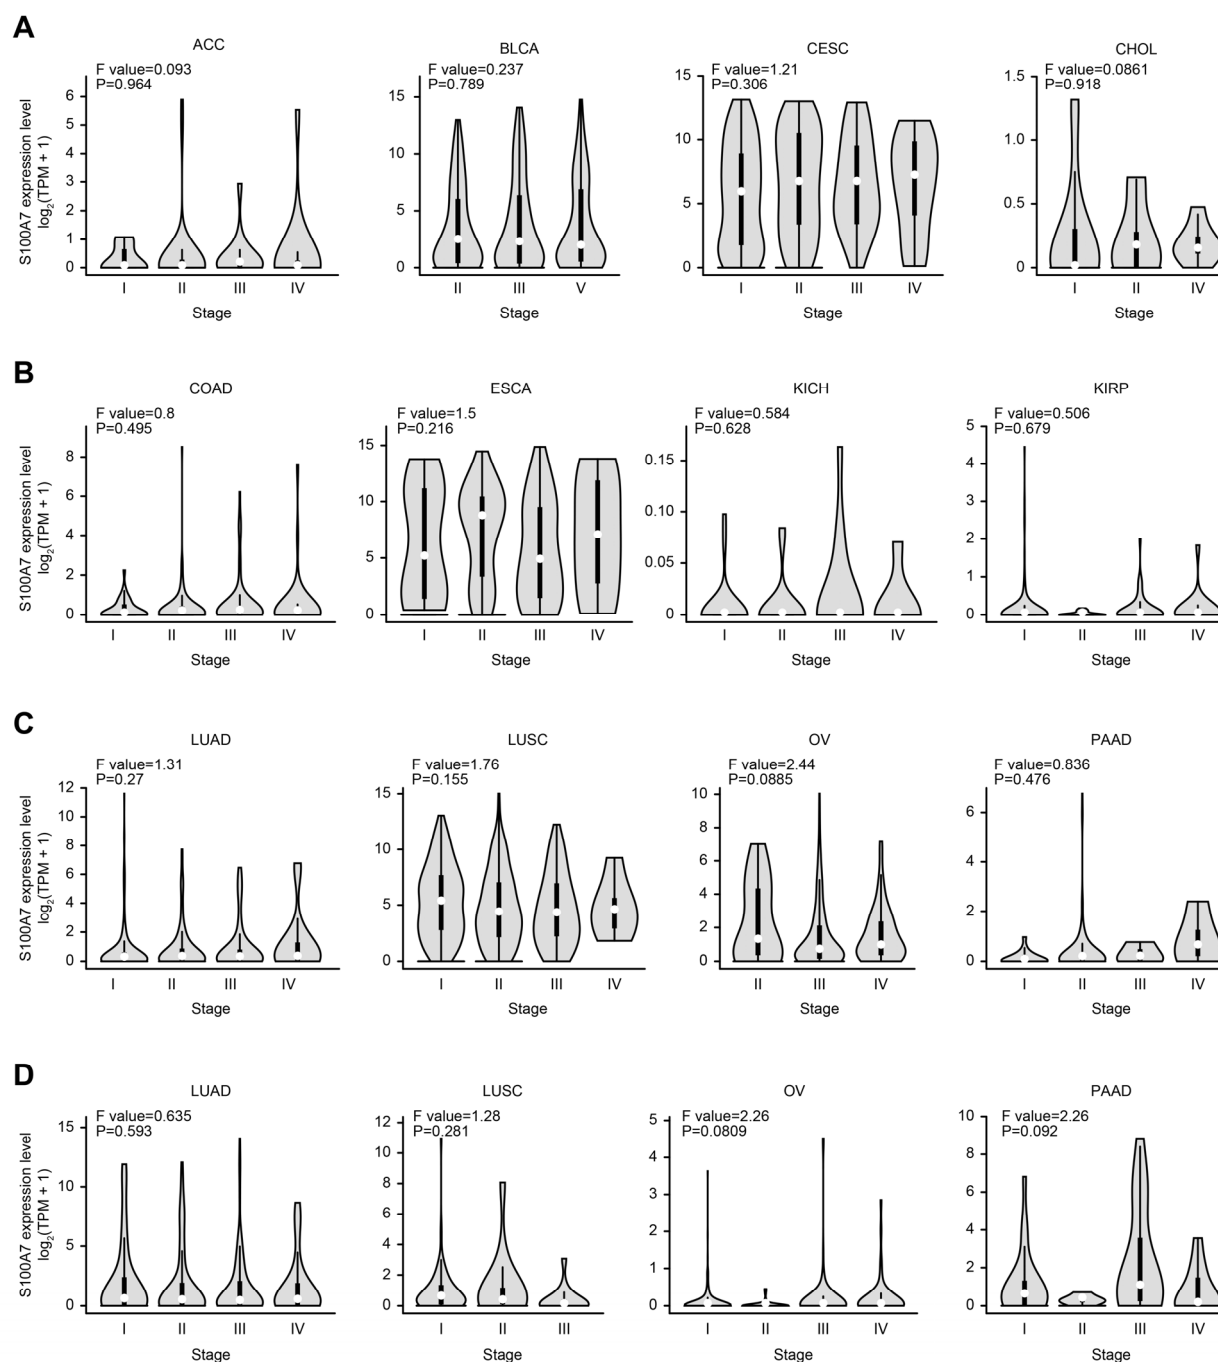 A
ACC
F value=0.093
P=0.964
S100A7 expression level
log2(TPM + 1)
6
5
4
3
2
1
0
I II III IV
Stage
BLCA
F value=0.237
P=0.789
15
10
5
0
II III V
Stage
CESC
F value=1.21
P=0.306
15
10
5
0
I II III IV
Stage
CHOL
F value=0.0861
P=0.918
1.5
1.0
0.5
0
I II IV
Stage
B
COAD
F value=0.8
P=0.495
S100A7 expression level
log2(TPM + 1)
8
6
4
2
0
I II III IV
Stage
ESCA
F value=1.5
P=0.216
15
10
5
0
I II III IV
Stage
KICH
F value=0.584
P=0.628
0.15
0.10
0.05
0
I II III IV
Stage
KIRP
F value=0.506
P=0.679
5
4
3
2
1
0
I II III IV
Stage
C
LUAD
F value=1.31
P=0.27
S100A7 expression level
log2(TPM + 1)
12
10
8
6
4
2
0
I II III IV
Stage
LUSC
F value=1.76
P=0.155
15
10
5
0
I II III IV
Stage
OV
F value=2.44
P=0.0885
10
8
6
4
2
0
II III IV
Stage
PAAD
F value=0.836
P=0.476
6
4
2
0
I II III IV
Stage
D
LUAD
F value=0.635
P=0.593
S100A7 expression level
log2(TPM + 1)
15
10
5
0
I II III IV
Stage
LUSC
F value=1.28
P=0.281
12
10
8
6
4
2
0
I II III
Stage
OV
F value=2.26
P=0.0809
5
4
3
2
1
0
I II III IV
Stage
PAAD
F value=2.26
P=0.092
10
8
6
4
2
0
I II III IV
Stage